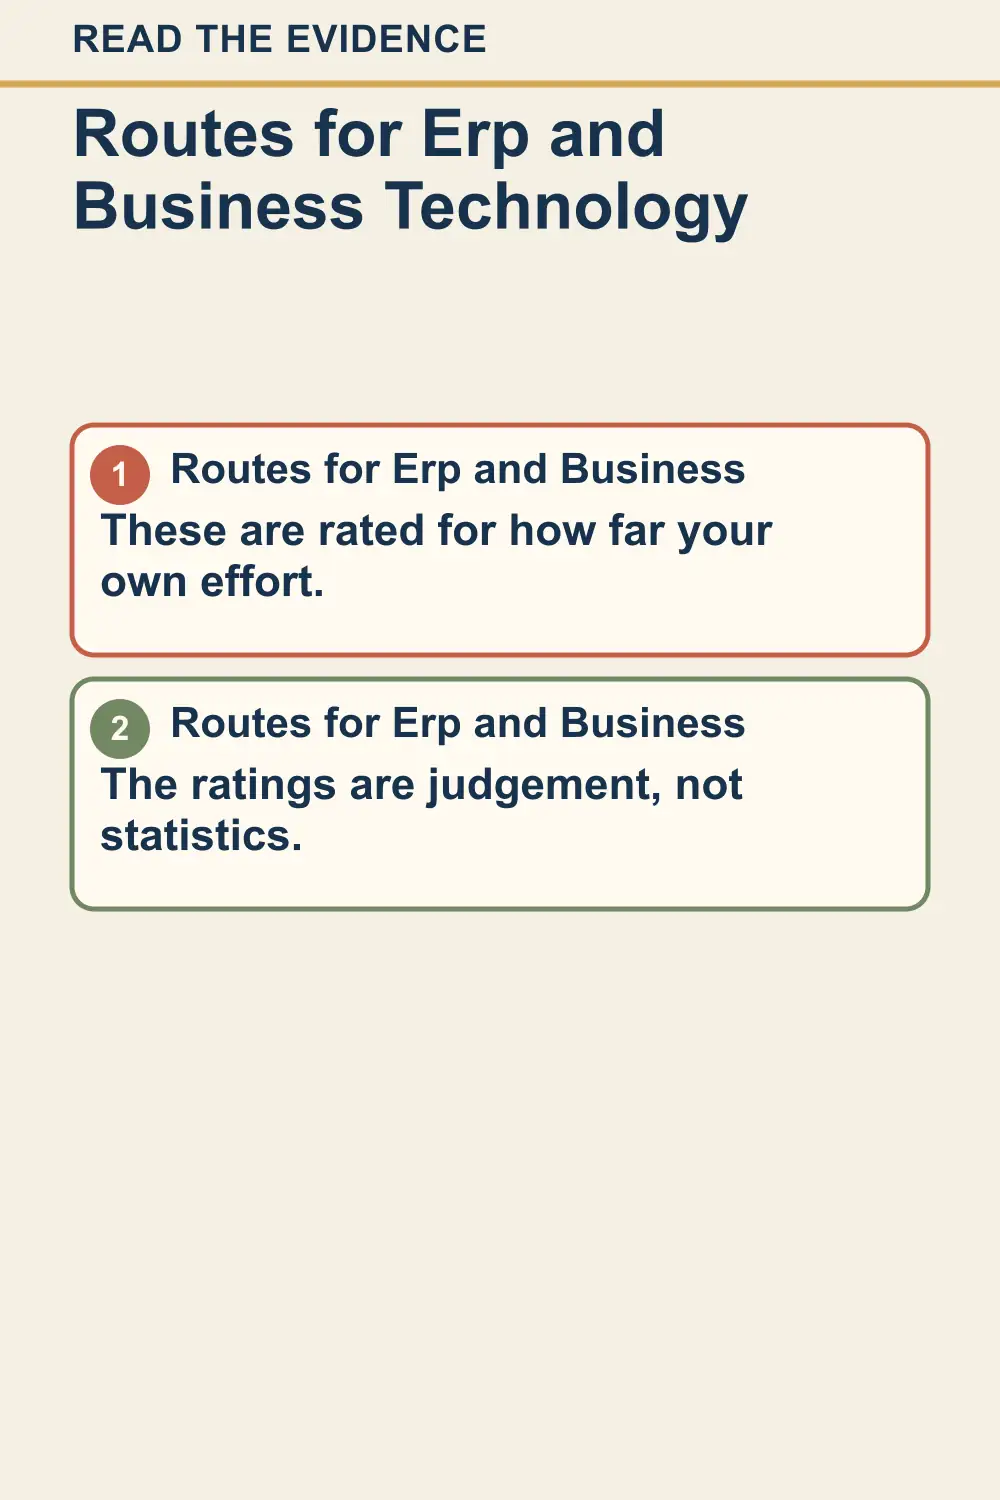 READ THE EVIDENCE
Routes for Erp and
Business Technology
1
Routes for Erp and Business
These are rated for how far your
own effort.
2
Routes for Erp and Business
The ratings are judgement, not
statistics.